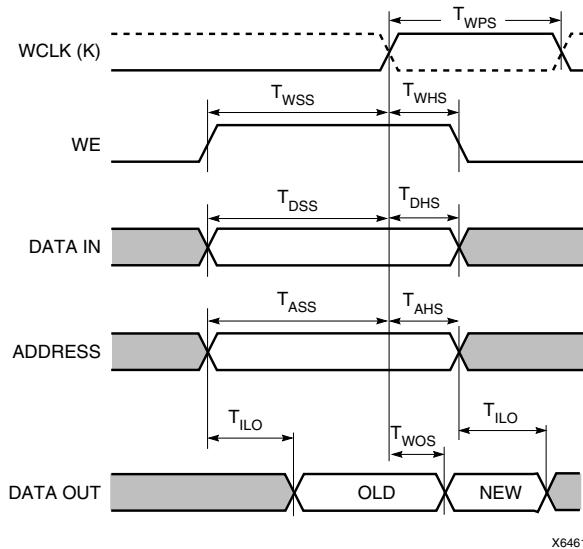 T_WPS
WCLK (K)
T_WSS
T_WHS
WE
T_DSS
T_DHS
DATA IN
T_ASS
T_AHS
ADDRESS
T_ILO
T_WOS
T_ILO
DATA OUT
OLD
NEW
X6461